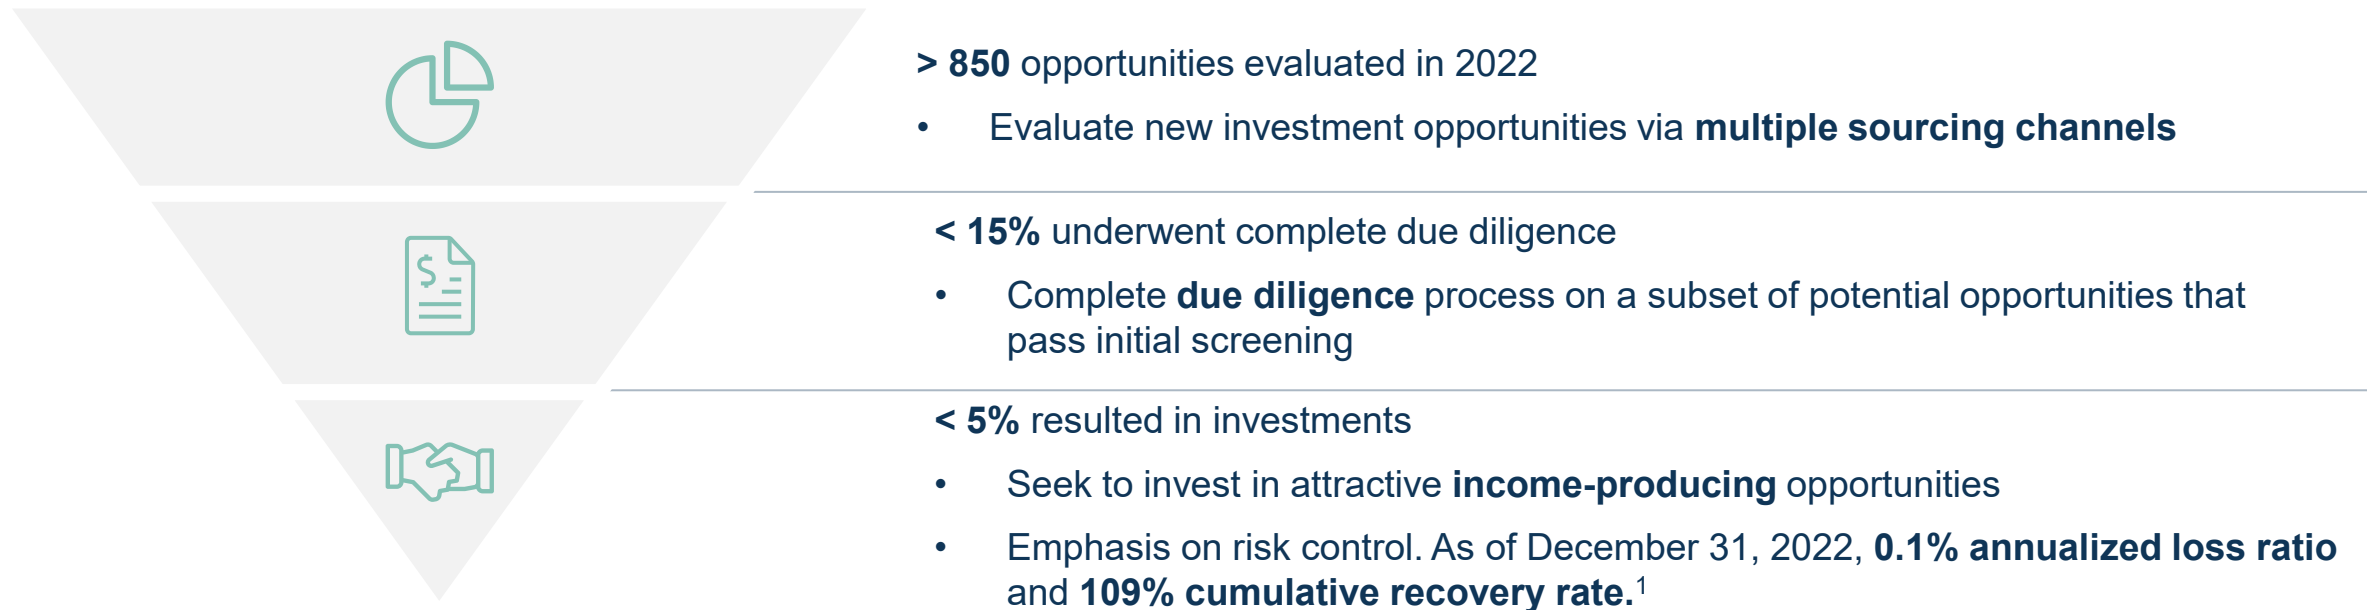 > 850 opportunities evaluated in 2022
• Evaluate new investment opportunities via multiple sourcing channels
$
< 15% underwent complete due diligence
• Complete due diligence process on a subset of potential opportunities that
pass initial screening
< 5% resulted in investments
• Seek to invest in attractive income-producing opportunities
• Emphasis on risk control. As of December 31, 2022, 0.1% annualized loss ratio
and 109% cumulative recovery rate.1